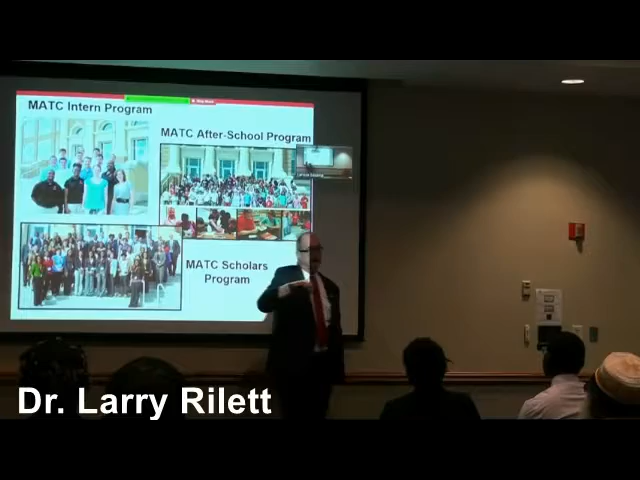 MATC Intern Program
MATC After-School Program
MATC Scholars
Program
Dr. Larry Rilett